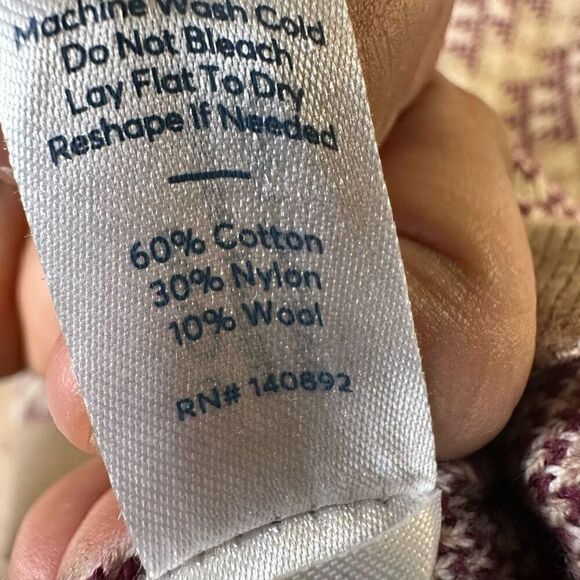 Machine Wash Cold
Do Not Bleach
Lay Flat To Dry
Reshape If Needed
60% Cotton
30% Nylon
10% Wool
RN# 140892